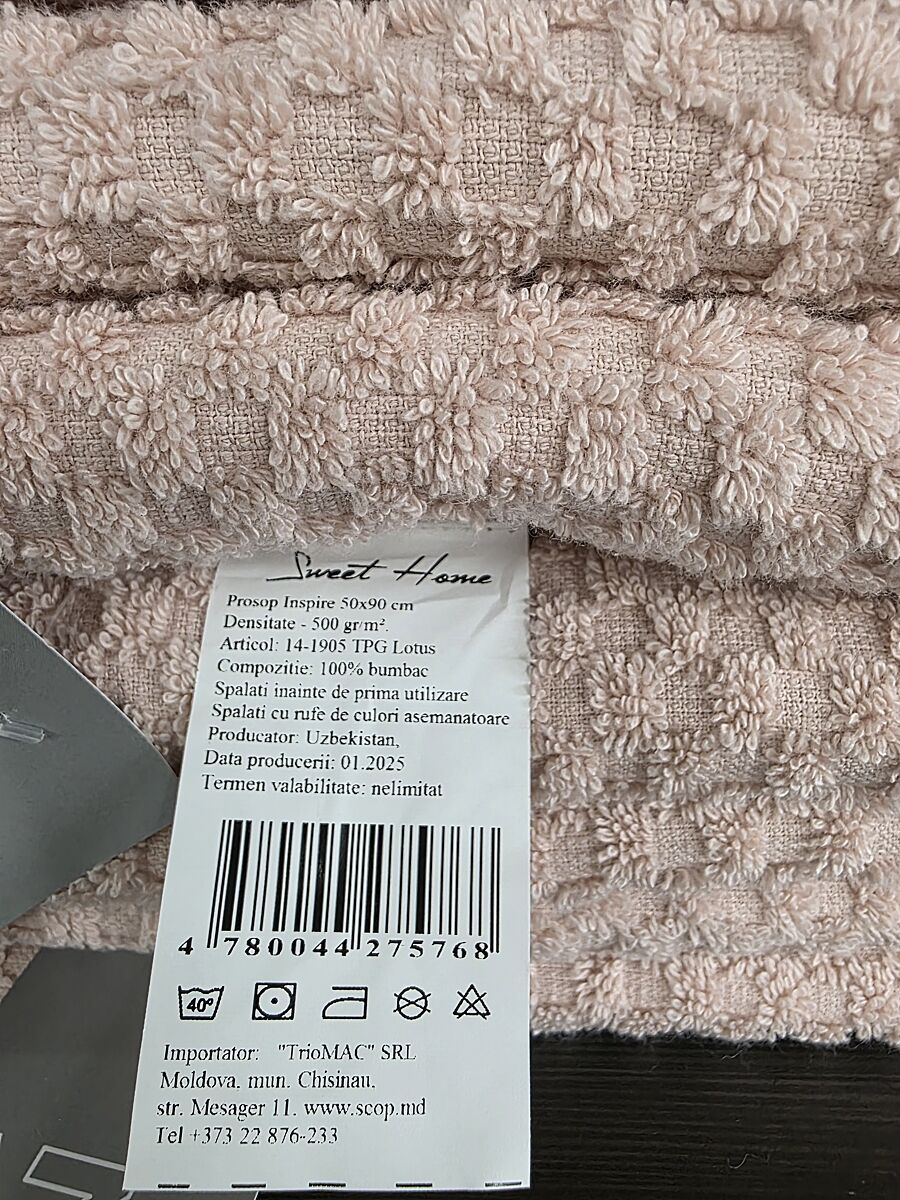 Sweet Home
Prosop Inspire 50x90 cm
Densitate - 500 gr/m².
Articol: 14-1905 TPG Lotus
Compozitie: 100% bumbac
Spalati inainte de prima utilizare
Spalati cu rufe de culori asemanatoare
Producator: Uzbekistan,
Data producerii: 01.2025
Termen valabilitate: nelimitat
4 780044 275768
40°
Importator: "TrioMAC" SRL
Moldova, mun. Chisinau,
str. Mesager 11. www.scop.md
Tel +373 22 876-233